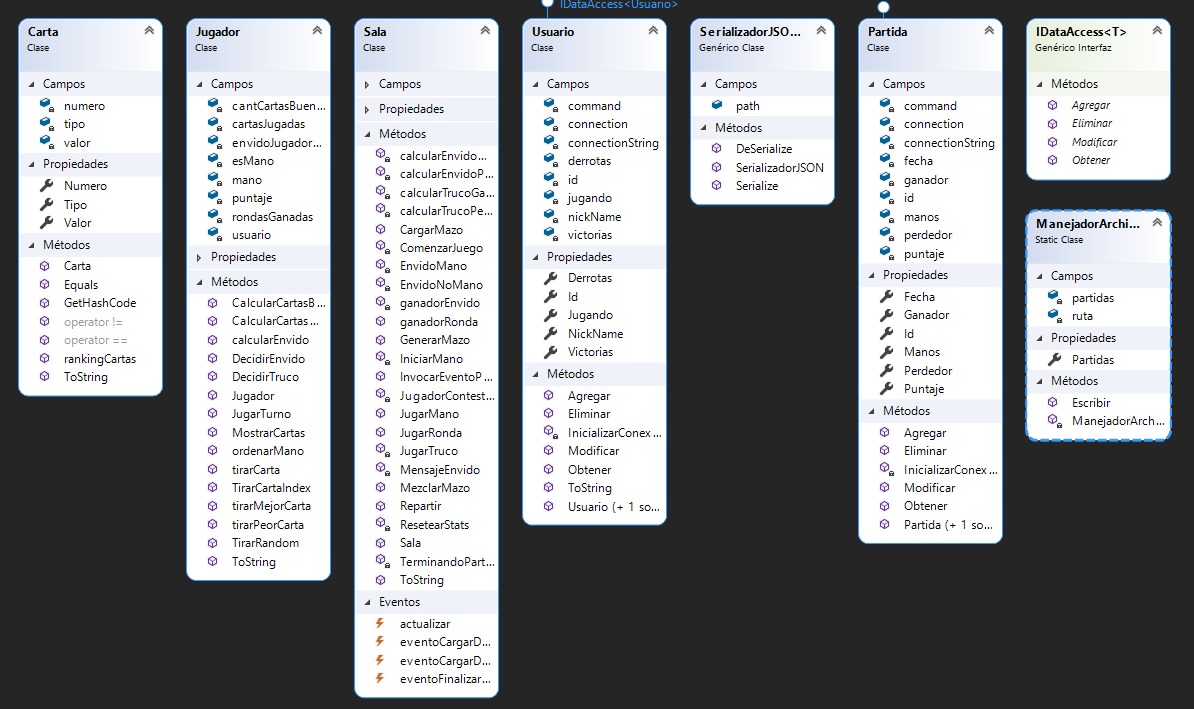 Carta
Clase
Campos
numero
tipo
valor
Propiedades
Numero
Tipo
Valor
Métodos
Carta
Equals
GetHashCode
operator !=
operator ==
rankingCartas
ToString
Jugador
Clase
Campos
cantCartasBuen...
cartasJugadas
envidoJugador...
esMano
mano
puntaje
rondasGanadas
usuario
Propiedades
Métodos
CalcularCartasB...
CalcularCartas...
calcularEnvido
DecidirEnvido
DecidirTruco
Jugador
JugarTurno
MostrarCartas
ordenarMano
tirarCarta
TirarCartaIndex
tirarMejorCarta
tirarPeorCarta
TirarRandom
ToString
Sala
Clase
Campos
Propiedades
Métodos
calcularEnvido...
calcularEnvidoP...
calcularTrucoGa...
calcularTrucoPe...
CargarMazo
ComenzarJuego
EnvidoMano
EnvidoNoMano
ganadorEnvido
ganadorRonda
GenerarMazo
IniciarMano
InvocarEventoP...
JugadorContest...
JugarMano
JugarRonda
JugarTruco
MensajeEnvido
MezclarMazo
Repartir
ResetearStats
Sala
TerminandoPart...
ToString
Eventos
actualizar
eventoCargarD...
eventoCargarD...
eventoFinalizar...
IDataAccess<Usuario>
Usuario
Clase
Campos
command
connection
connectionString
derrotas
id
jugando
nickName
victorias
Propiedades
Derrotas
Id
Jugando
NickName
Victorias
Métodos
Agregar
Eliminar
InicializarConex...
Modificar
Obtener
ToString
Usuario (+ 1 so...
SerializadorJSO...
Genérico Clase
Campos
path
Métodos
DeSerialize
SerializadorJSON
Serialize
Partida
Clase
Campos
command
connection
connectionString
fecha
ganador
id
manos
perdedor
puntaje
Propiedades
Fecha
Ganador
Id
Manos
Perdedor
Puntaje
Métodos
Agregar
Eliminar
InicializarConex...
Modificar
Obtener
Partida (+ 1 so...
IDataAccess<T>
Genérico Interfaz
Métodos
Agregar
Eliminar
Modificar
Obtener
ManejadorArchi...
Static Clase
Campos
partidas
ruta
Propiedades
Partidas
Métodos
Escribir
ManejadorArch...